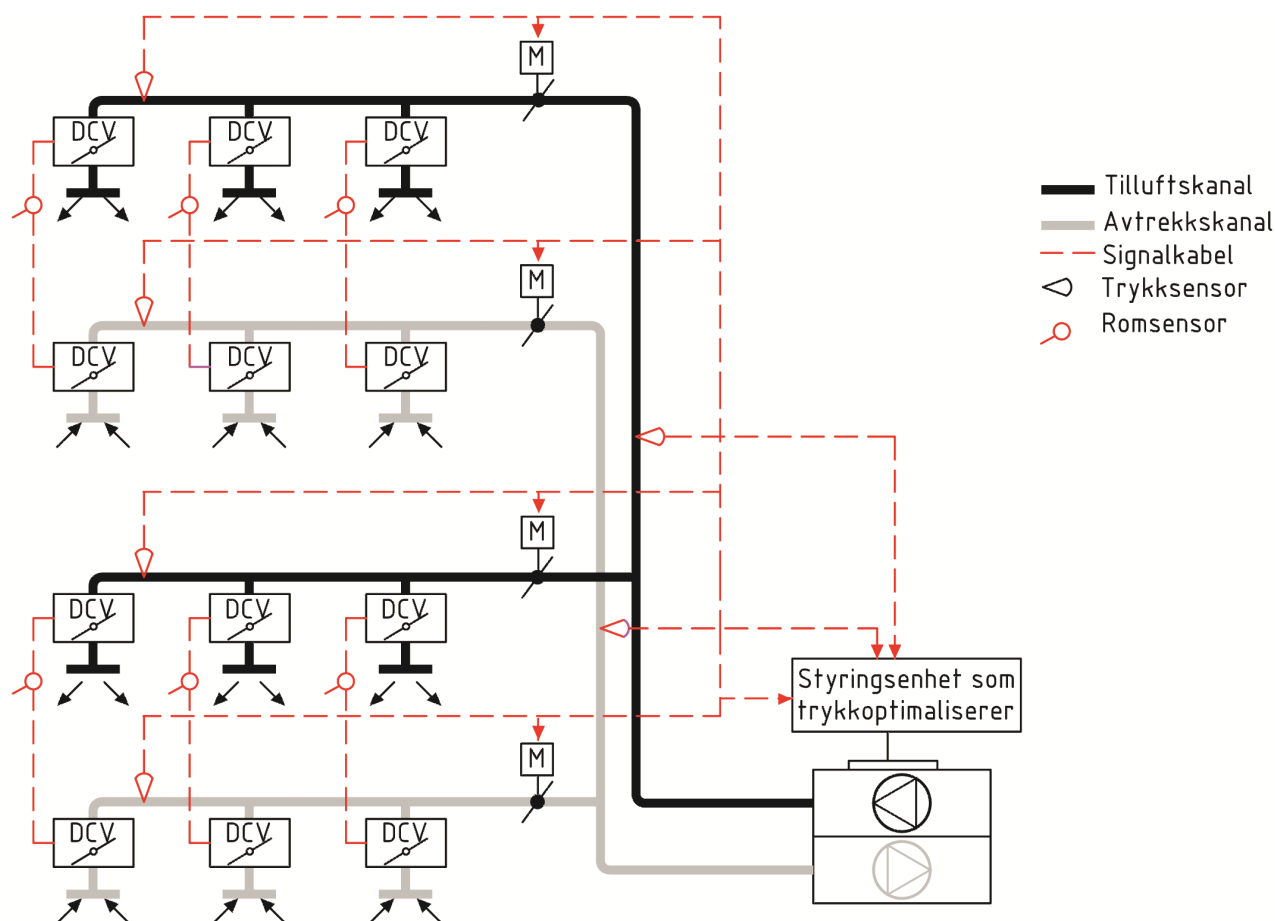 M
DCV DCV DCV
Tilluftskanal
Avtrekkskanal
Signalkabel
Trykksensor
Romsensor
M
DCV DCV DCV
M
DCV DCV DCV
Styringsenhet som
trykkoptimaliserer
M
DCV DCV DCV